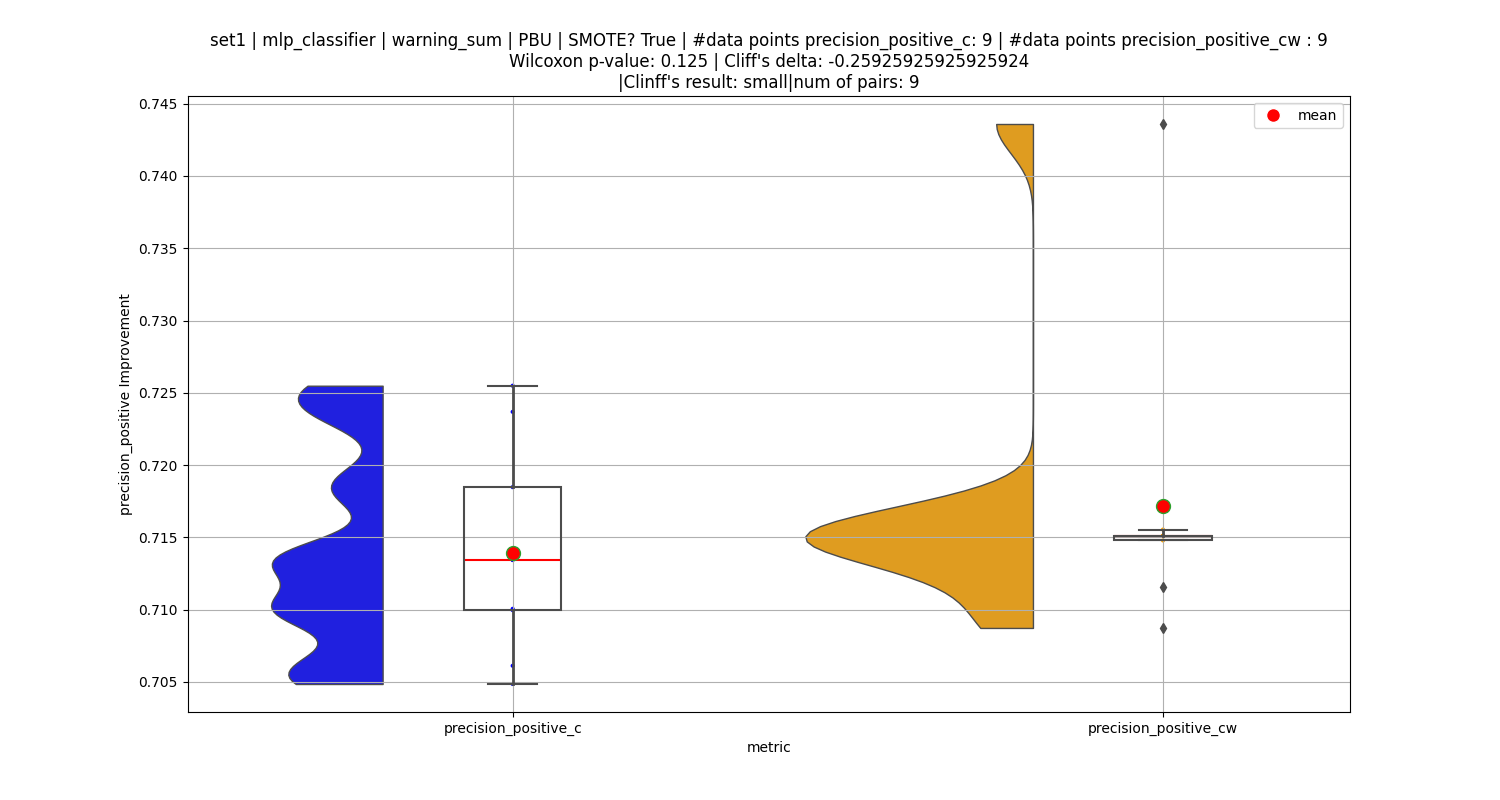 set1 | mlp_classifier | warning_sum | PBU | SMOTE? True | #data points precision_positive_c: 9 | #data points precision_positive_cw : 9
Wilcoxon p-value: 0.125 | Cliff's delta: -0.25925925925925924
|Clinff's result: small|num of pairs: 9
mean
precision_positive Improvement
0.745
0.740
0.735
0.730
0.725
0.720
0.715
0.710
0.705
precision_positive_c
precision_positive_cw
metric